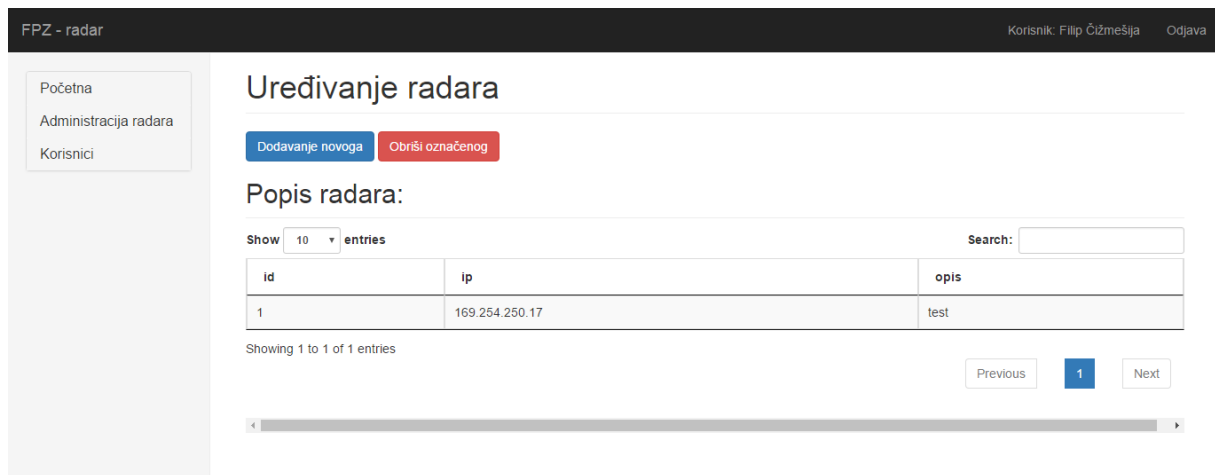 FPZ - radar Korisnik: Filip Čižmešija Odjava
Početna
Administracija radara
Korisnici
Uređivanje radara
Dodavanje novoga Obriši označenog
Popis radara:
Show 10 entries Search:
id ip opis
1 169.254.250.17 test
Showing 1 to 1 of 1 entries
Previous 1 Next